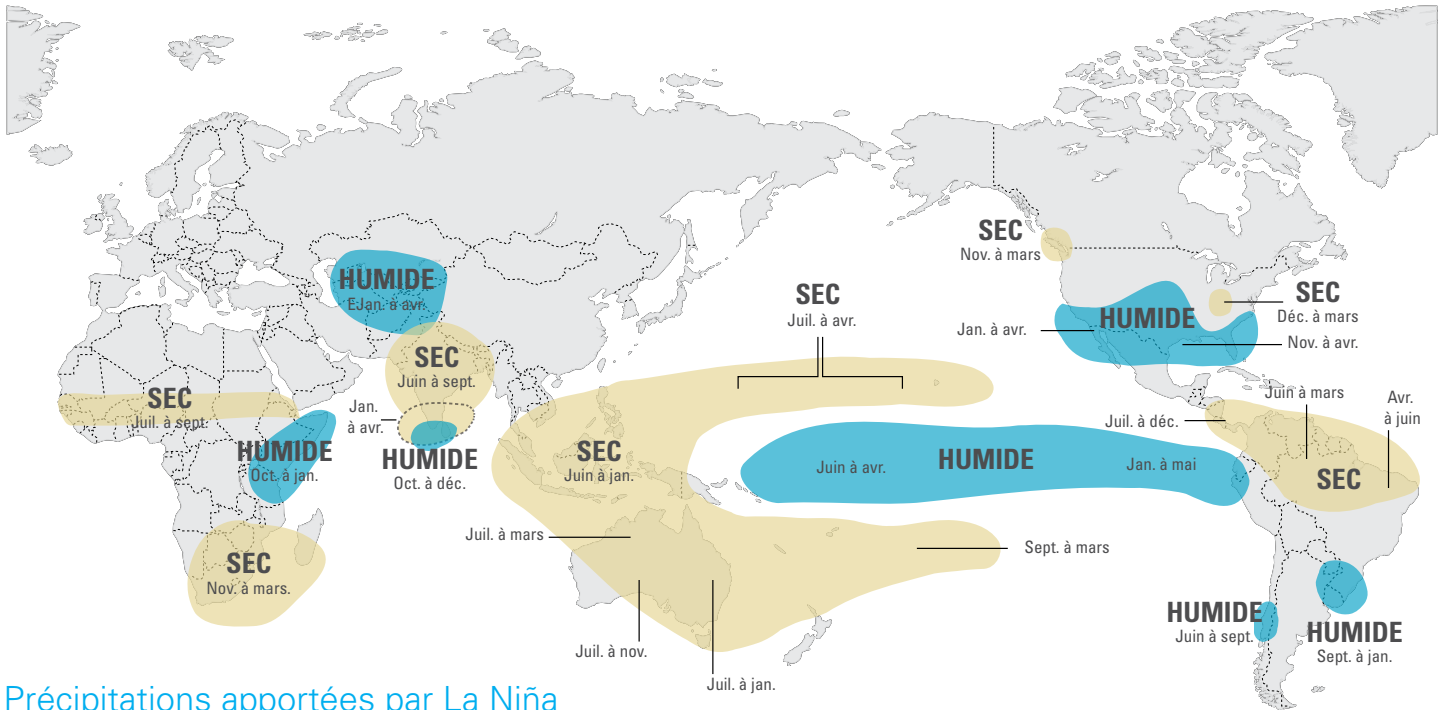 SEC
Nov. à mars
HUMIDE
EJan. à avr.
SEC
Juil. à avr.
SEC
Déc. à mars
HUMIDE
Jan. à avr.
Nov. à avr.
SEC
Juin à sept.
SEC
Juil. à sept.
Jan.
à avr.
Juin à mars
Avr.
à juin
Juil. à déc.
HUMIDE
Oct. à jan.
HUMIDE
Oct. à déc.
SEC
Juin à jan.
Juin à avr.
HUMIDE
Jan. à mai
SEC
Juil. à mars
Sept. à mars
SEC
Nov. à mars.
HUMIDE
Juin à sept.
HUMIDE
Sept. à jan.
Juil. à nov.
Juil. à jan.
Précipitations apportées par La Niña